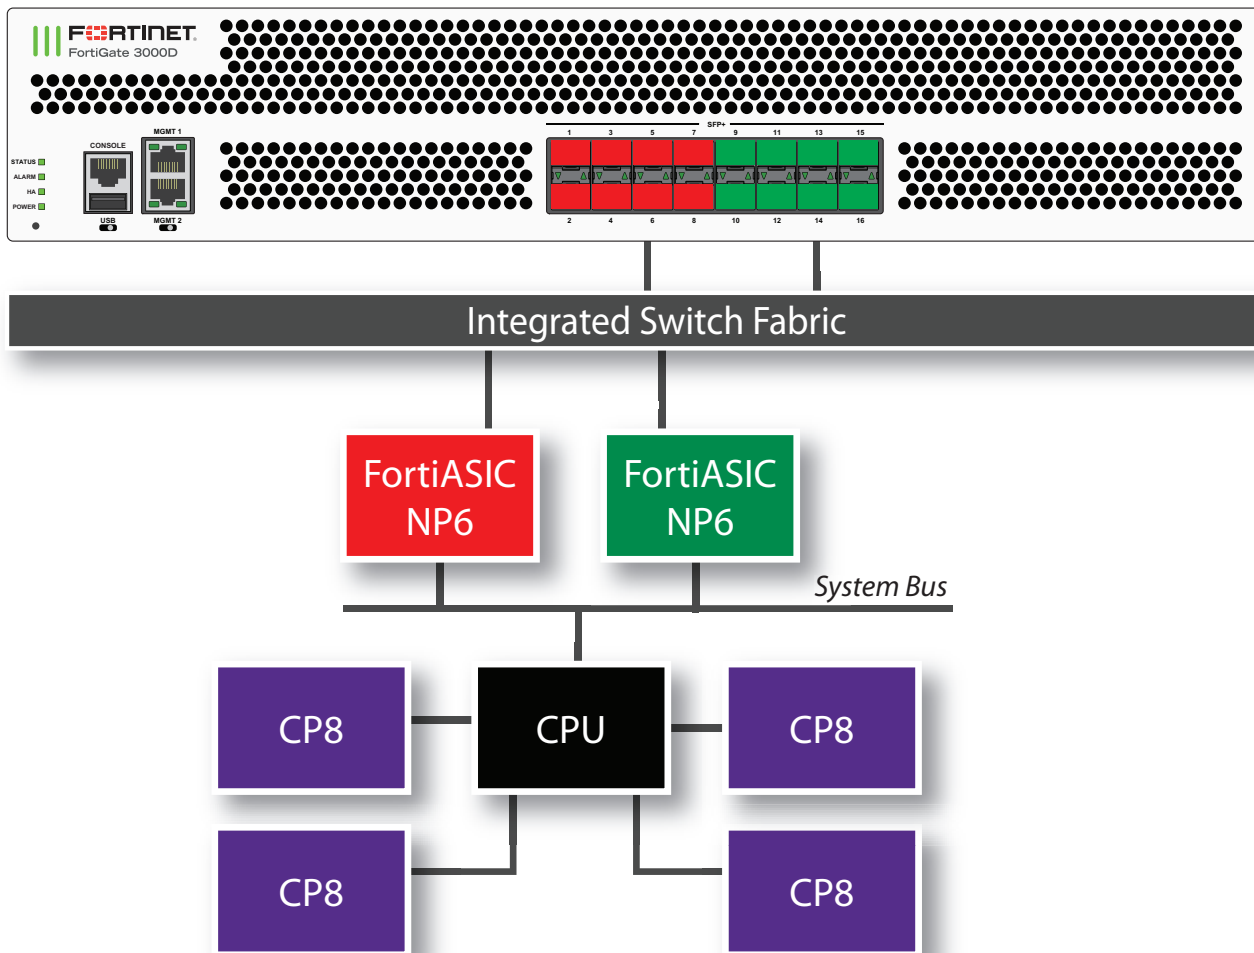 FORTINET
FortiGate 3000D
STATUS
ALARM
HA
POWER
CONSOLE
USB
MGMT 1
MGMT 2
SFP+
1 3 5 7 9 11 13 15
2 4 6 8 10 12 14 16
Integrated Switch Fabric
FortiASIC
NP6
FortiASIC
NP6
System Bus
CP8
CPU
CP8
CP8
CP8